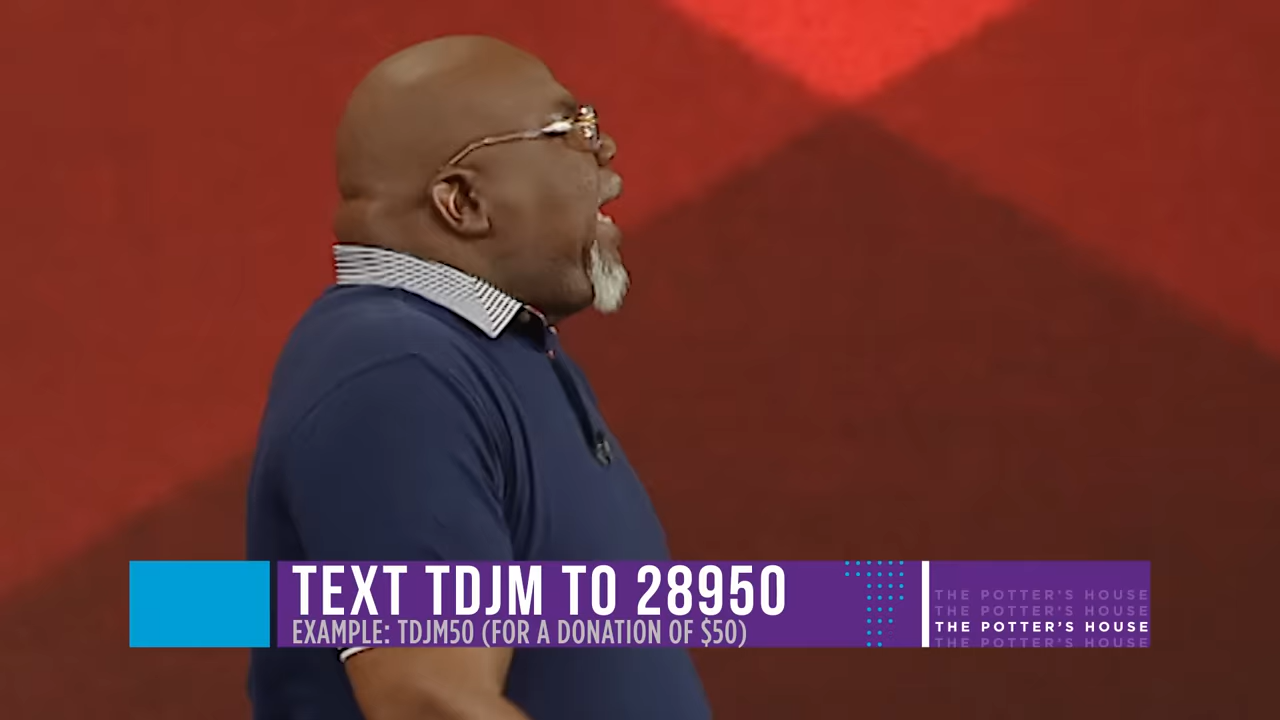 TEXT TDJM TO 28950
EXAMPLE: TDJM50 (FOR A DONATION OF $50)
THE POTTER'S HOUSE
THE POTTER'S HOUSE
THE POTTER'S HOUSE
THE POTTER'S HOUSE